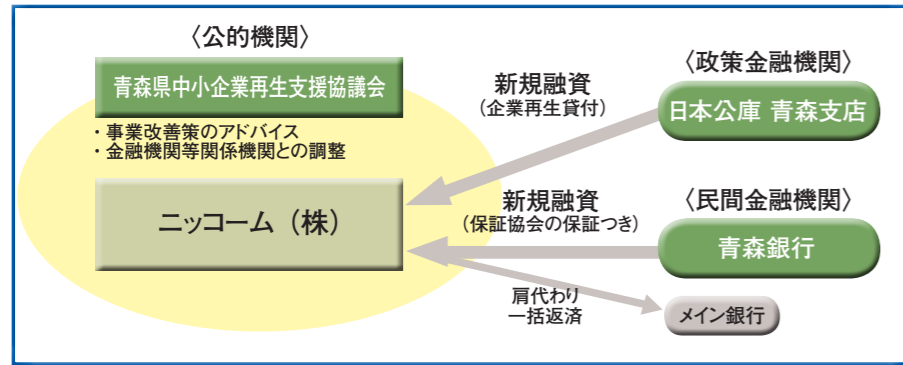 〈公的機関〉
青森県中小企業再生支援協議会
・事業改善策のアドバイス
・金融機関等関係機関との調整
ニッコーム（株）
新規融資
（企業再生貸付）
〈政策金融機関〉
日本公庫 青森支店
新規融資
（保証協会の保証つき）
〈民間金融機関〉
青森銀行
肩代わり
一括返済
メイン銀行